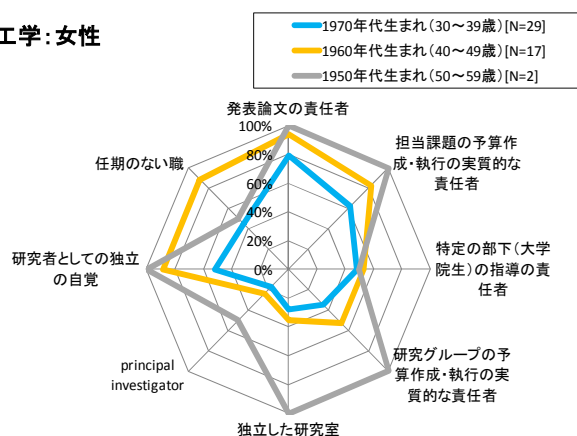 工学：女性
1970年代生まれ（30～39歳）[N=29]
1960年代生まれ（40～49歳）[N=17]
1950年代生まれ（50～59歳）[N=2]
発表論文の責任者
担当課題の予算作
成・執行の実質的な
責任者
特定の部下（大学
院生）の指導の責
任者
研究グループの予
算作成・執行の実
質的な責任者
独立した研究室
principal
investigator
研究者としての独立
の自覚
任期のない職
100%
80%
60%
40%
20%
0%